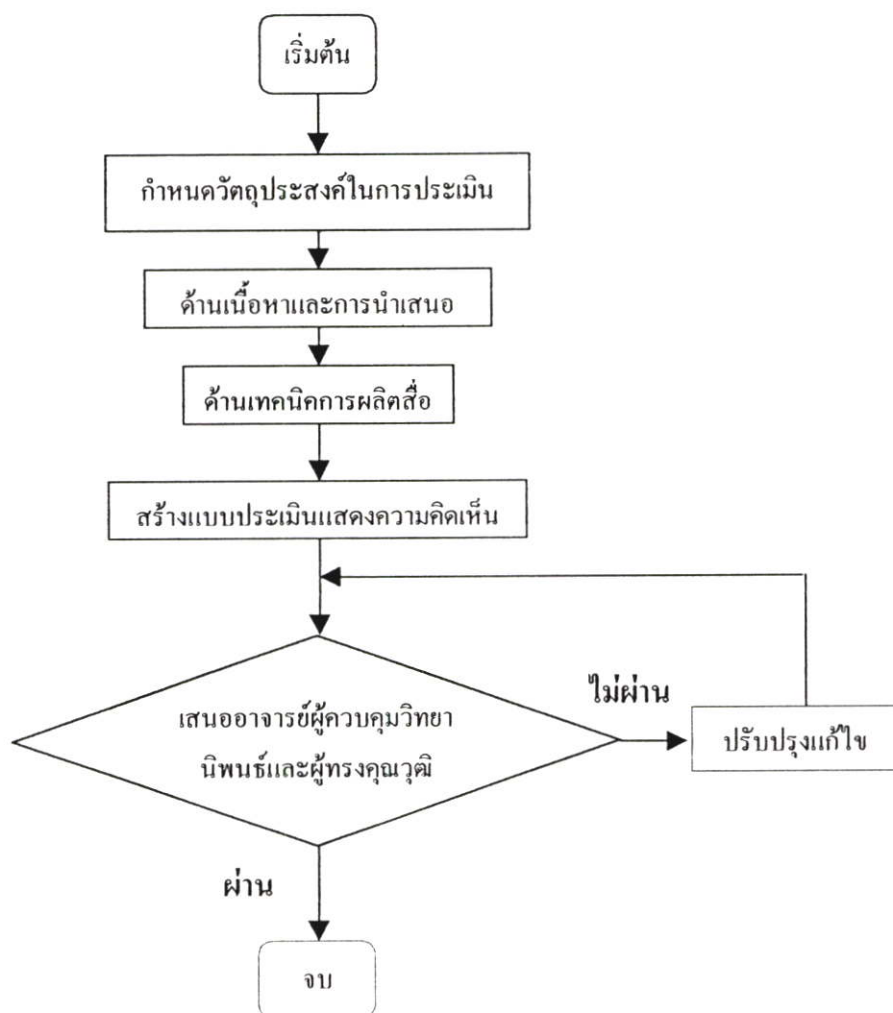 เริ่มต้น
กำหนดวัตถุประสงค์ในการประเมิน
ด้านเนื้อหาและการนำเสนอ
ด้านเทคนิคการผลิตสื่อ
สร้างแบบประเมินแสดงความคิดเห็น
เสนออาจารย์ผู้ควบคุมวิทยา
นิพนธ์และผู้ทรงคุณวุฒิ
ไม่ผ่าน
ปรับปรุงแก้ไข
ผ่าน
จบ